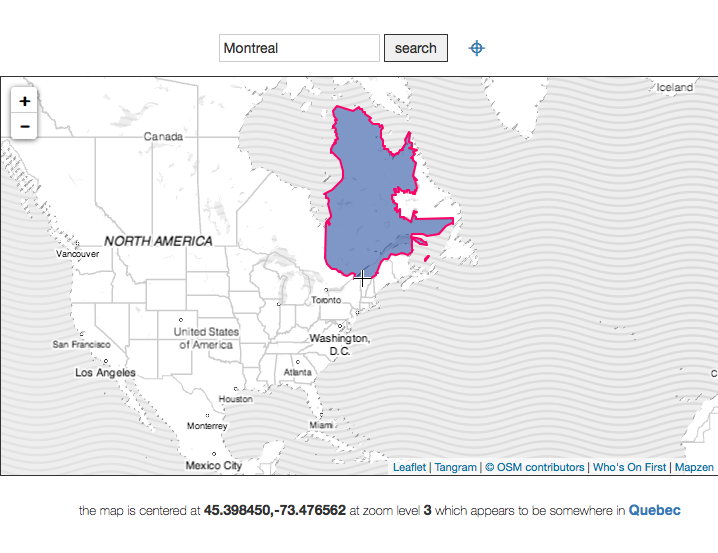 Montreal
search
+
−
Iceland
Canada
NORTH AMERICA
Vancouver
Toronto
United States
of America
San Francisco
Washington,
D.C.
Los Angeles
Atlanta
Houston
Monterrey
Miami
Mexico City
C
Leaflet | Tangram | © OSM contributors | Who's On First | Mapzen
the map is centered at 45.398450,-73.476562 at zoom level 3 which appears to be somewhere in Quebec